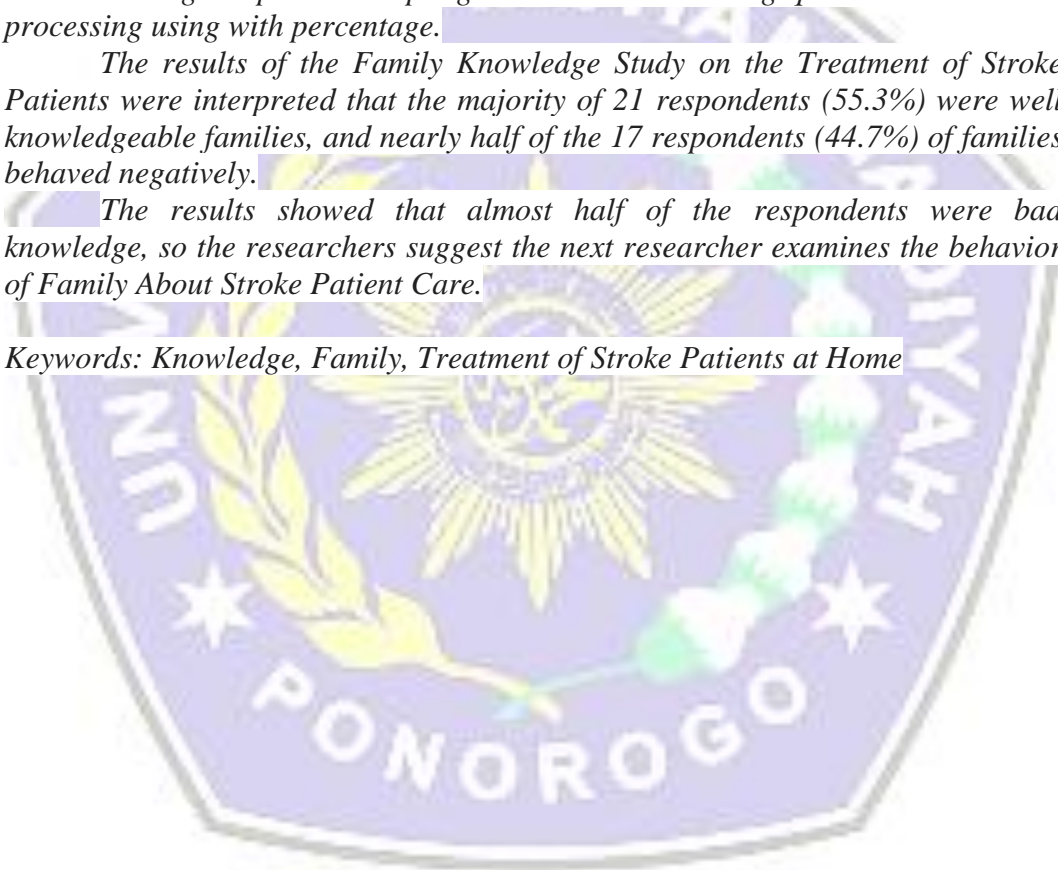 processing using with percentage.
The results of the Family Knowledge Study on the Treatment of Stroke
Patients were interpreted that the majority of 21 respondents (55.3%) were well
knowledgeable families, and nearly half of the 17 respondents (44.7%) of families
behaved negatively.
The results showed that almost half of the respondents were bad
knowledge, so the researchers suggest the next researcher examines the behavior
of Family About Stroke Patient Care.
Keywords: Knowledge, Family, Treatment of Stroke Patients at Home
PONOROGO